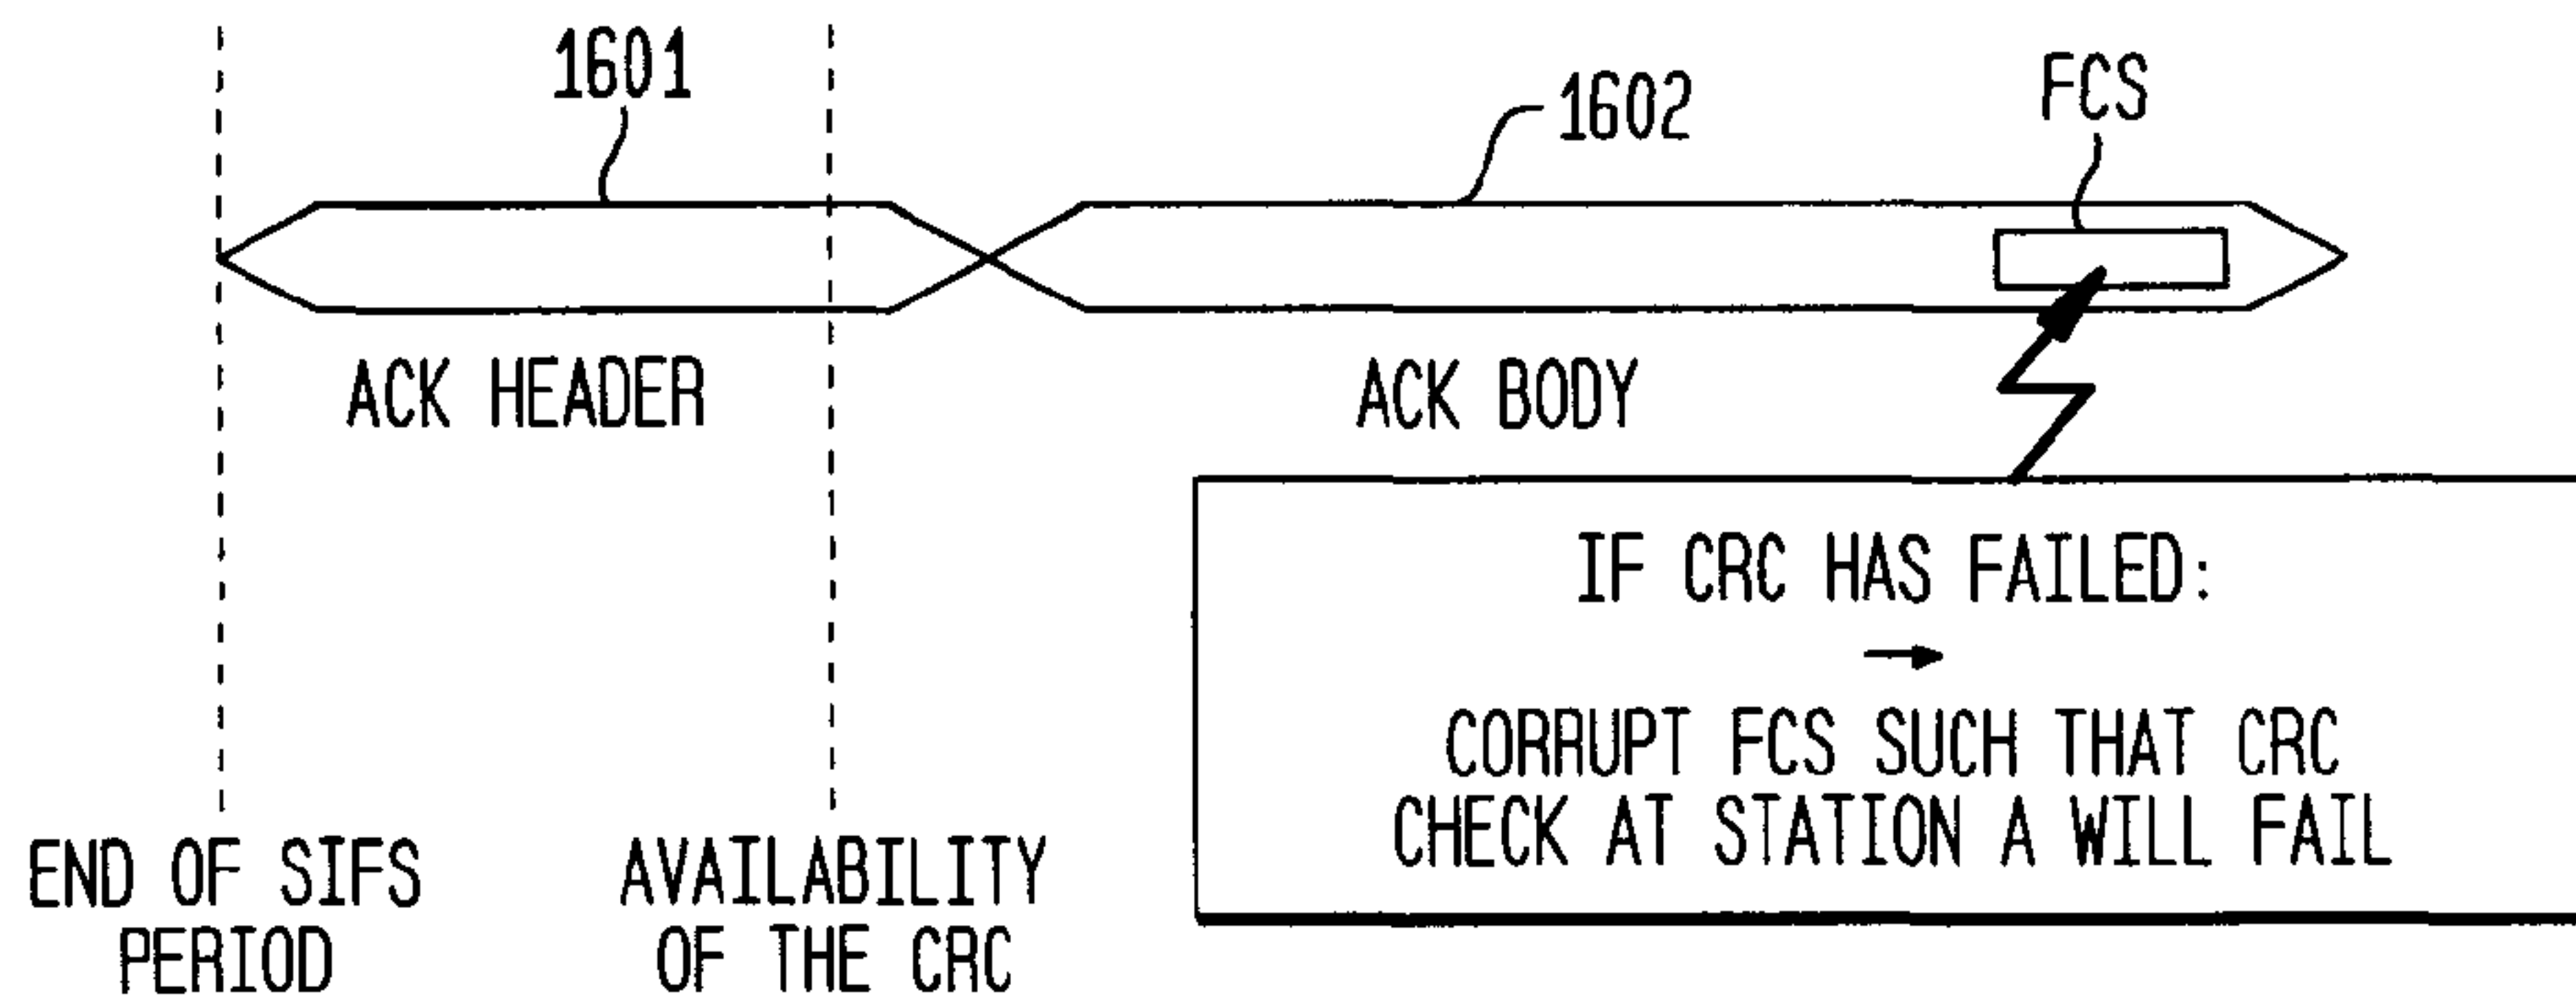 1601
1602
FCS
ACK HEADER
ACK BODY
IF CRC HAS FAILED:
CORRUPT FCS SUCH THAT CRC
CHECK AT STATION A WILL FAIL
END OF SIFS
PERIOD
AVAILABILITY
OF THE CRC